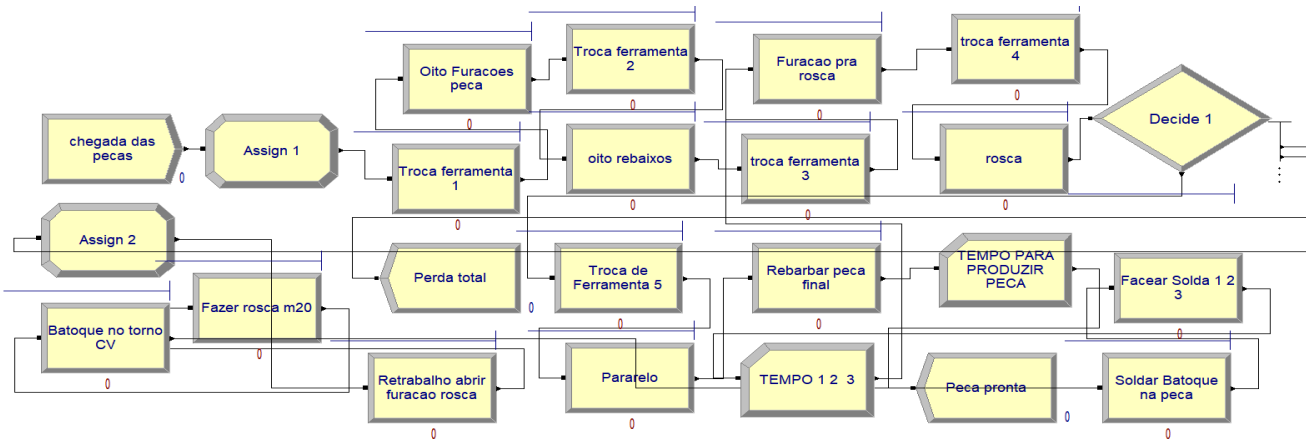 chegada das
pecas
0
Assign 1
Troca ferramenta
1
0
Oito Furacoes
peca
0
Troca ferramenta
2
0
oito rebaixos
0
troca ferramenta
3
0
Furacao pra
rosca
0
troca ferramenta
4
0
rosca
0
Decide 1
Assign 2
Perda total
0
Troca de
Ferramenta 5
0
Rebarbar peca
final
0
TEMPO PARA
PRODUZIR
PECA
Facear Solda 1 2
3
0
Batoque no torno
CV
0
Fazer rosca m20
0
Retrabalho abrir
furacao rosca
0
Pararelo
0
TEMPO 1 2  3
Peca pronta
0
Soldar Batoque
na peca
0